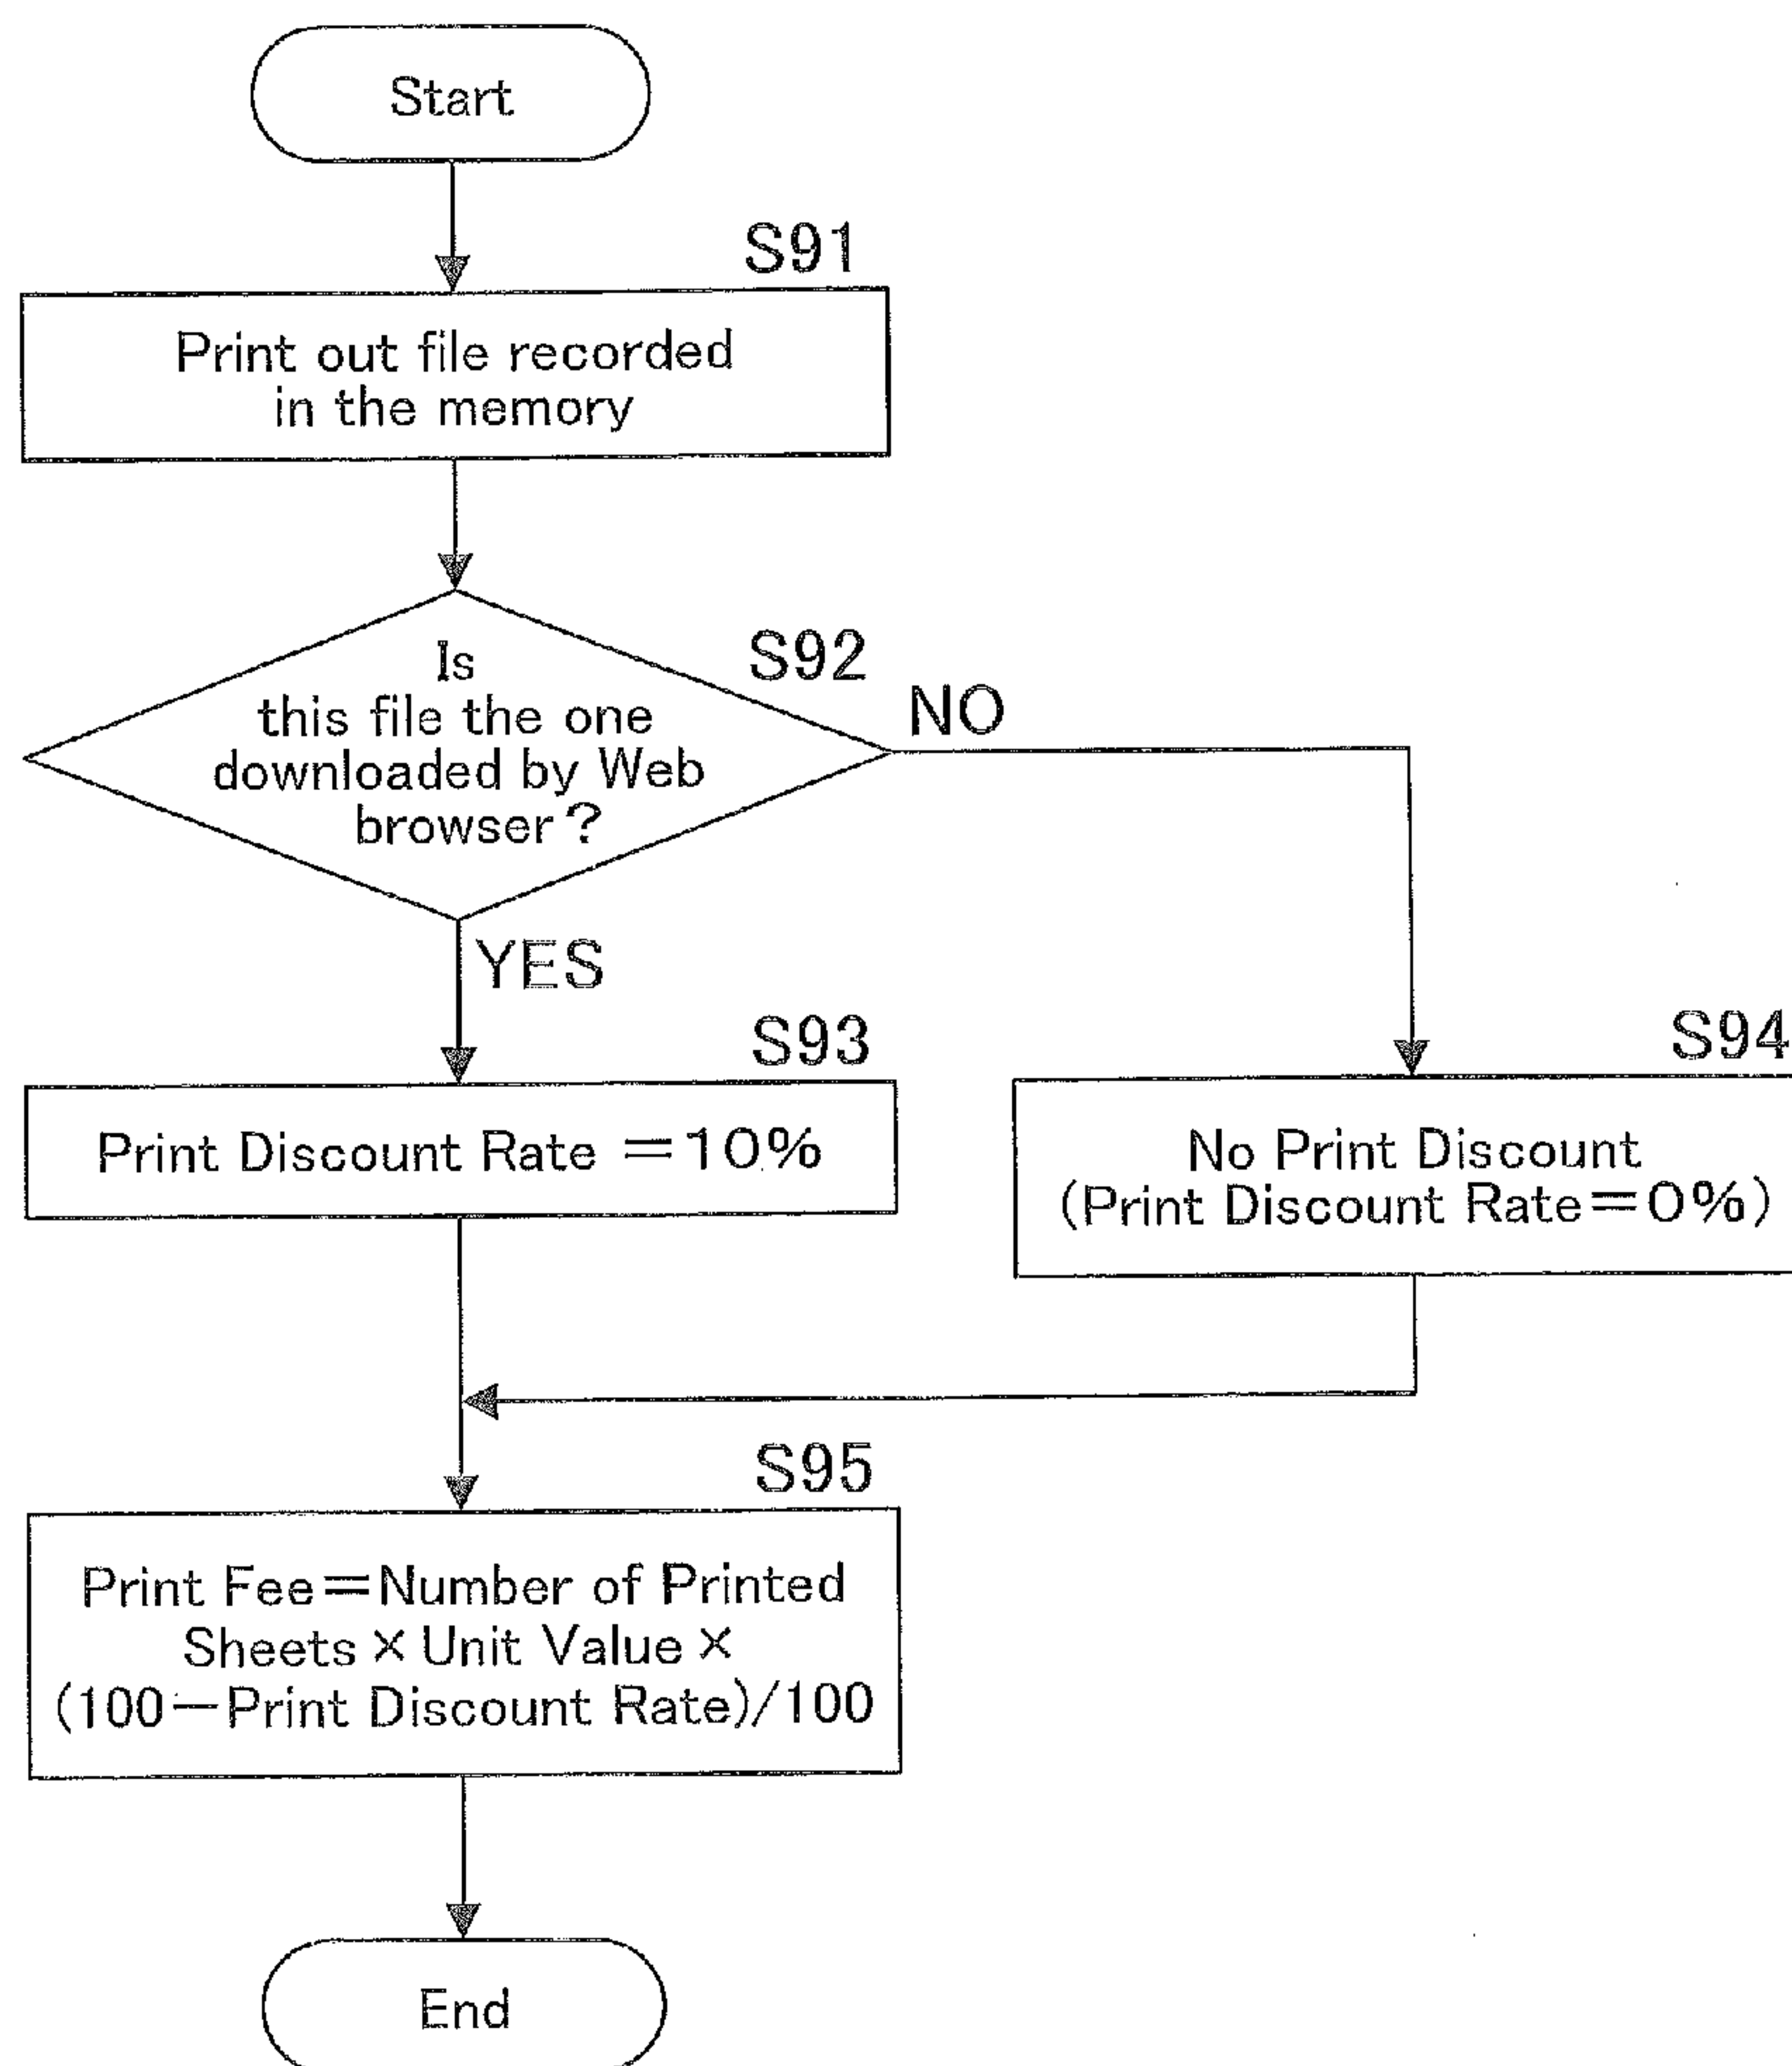 Start
S91
Print out file recorded
in the memory
S92
Is
this file the one
downloaded by Web
browser?
NO
YES
S93
Print Discount Rate =10%
S94
No Print Discount
(Print Discount Rate=0%)
S95
Print Fee=Number of Printed
Sheets × Unit Value ×
(100-Print Discount Rate)/100
End